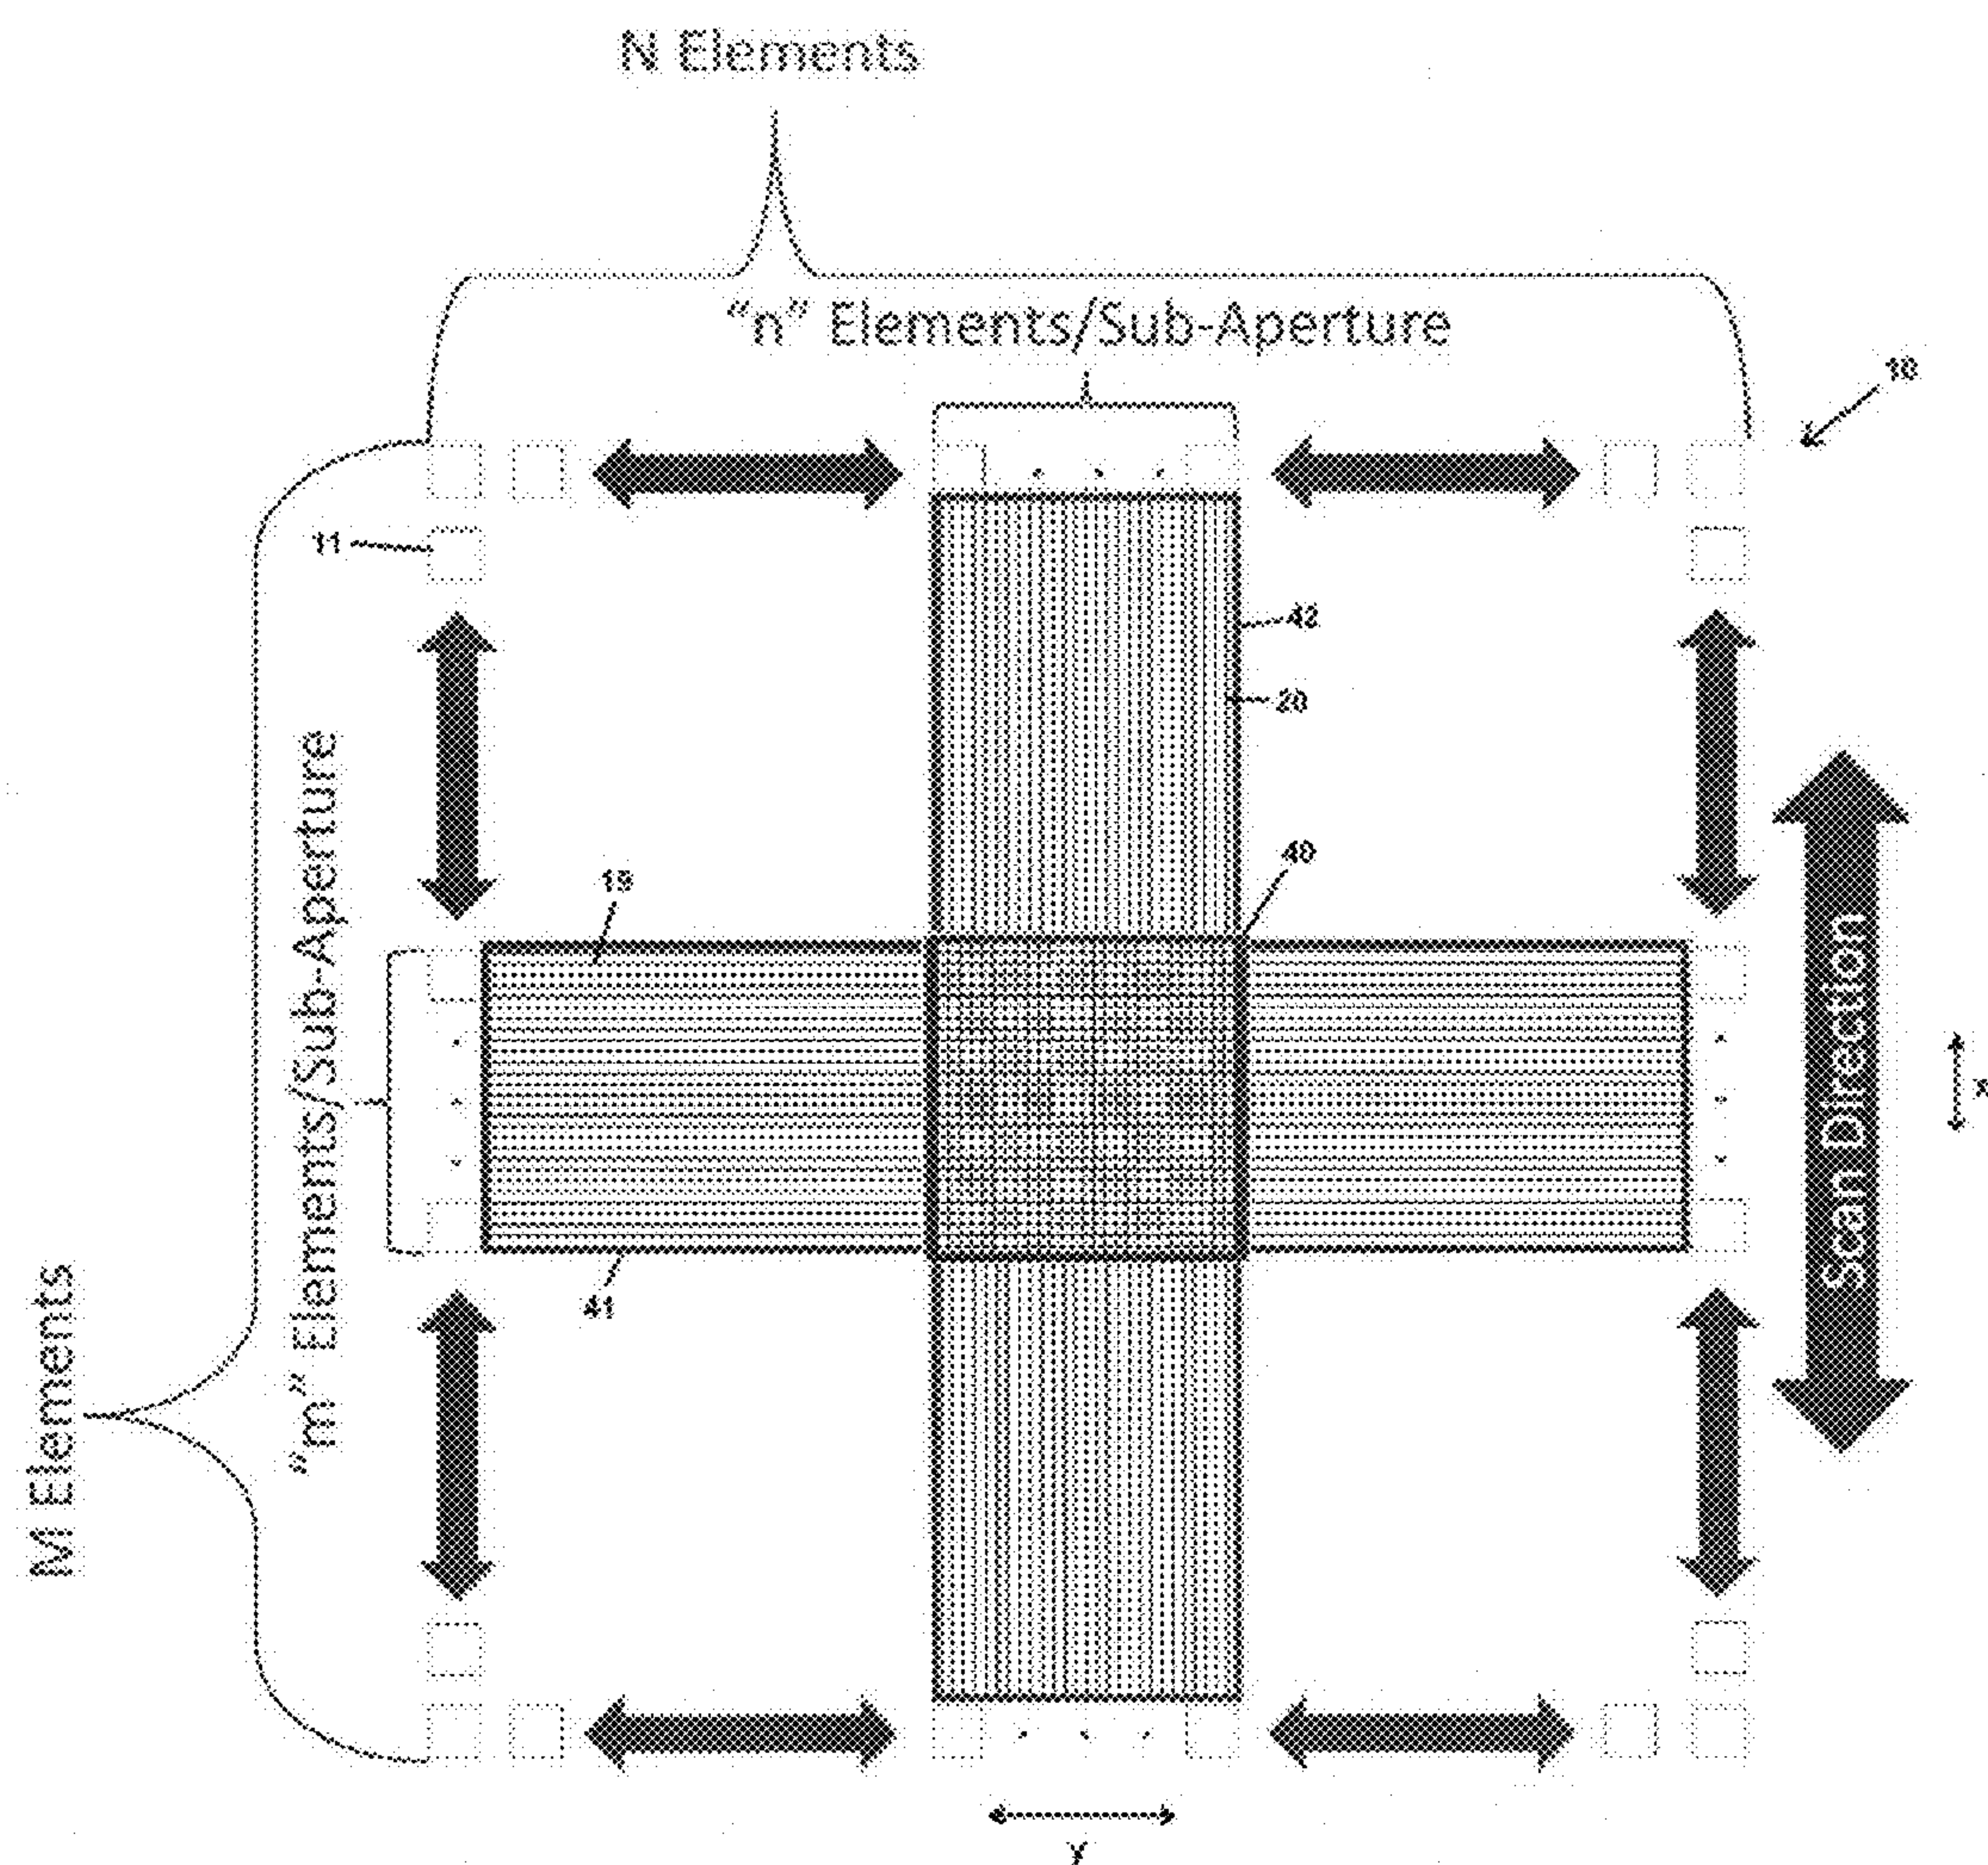 N Elements
“n” Elements/Sub-Aperture
10
11
42
20
40
19
“m” Elements/Sub-Aperture
Scan Direction
x
41
M Elements
y